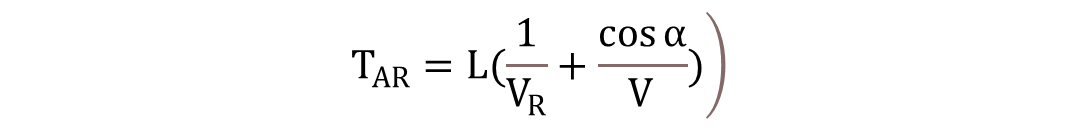 T_AR = L(1/V_R + cos α/V))